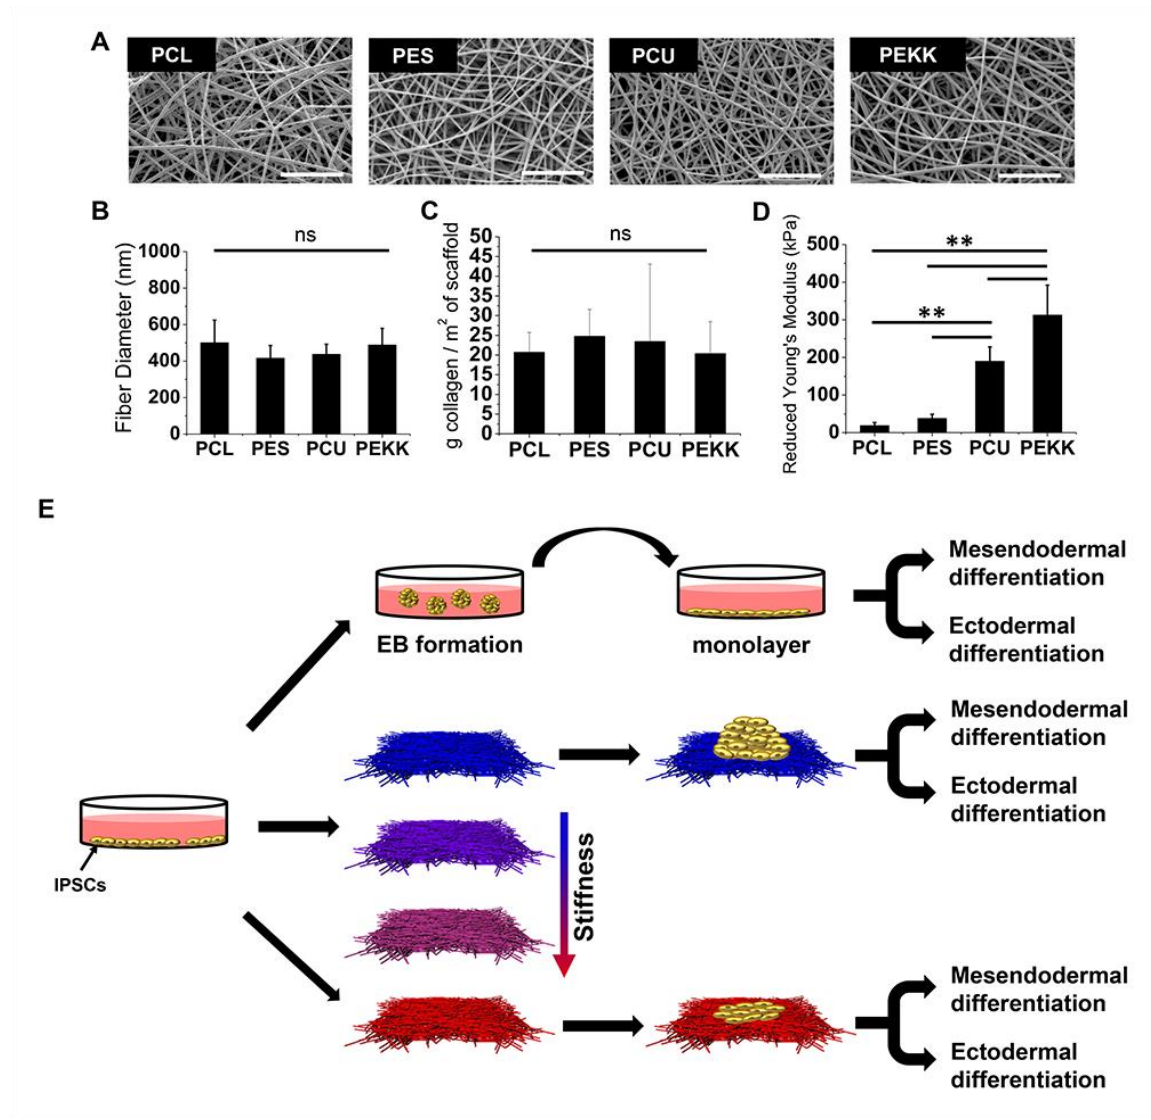 A
PCL
PES
PCU
PEKK
B
ns
Fiber Diameter (nm)
1000
800
600
400
200
0
PCL PES PCU PEKK
C
ns
g collagen / m² of scaffold
50
45
40
35
30
25
20
15
10
5
0
PCL PES PCU PEKK
D
**
**
Reduced Young's Modulus (kPa)
500
400
300
200
100
0
PCL PES PCU PEKK
E
EB formation
monolayer
Mesendodermal
differentiation
Ectodermal
differentiation
Mesendodermal
differentiation
Ectodermal
differentiation
IPSCs
Stiffness
Mesendodermal
differentiation
Ectodermal
differentiation